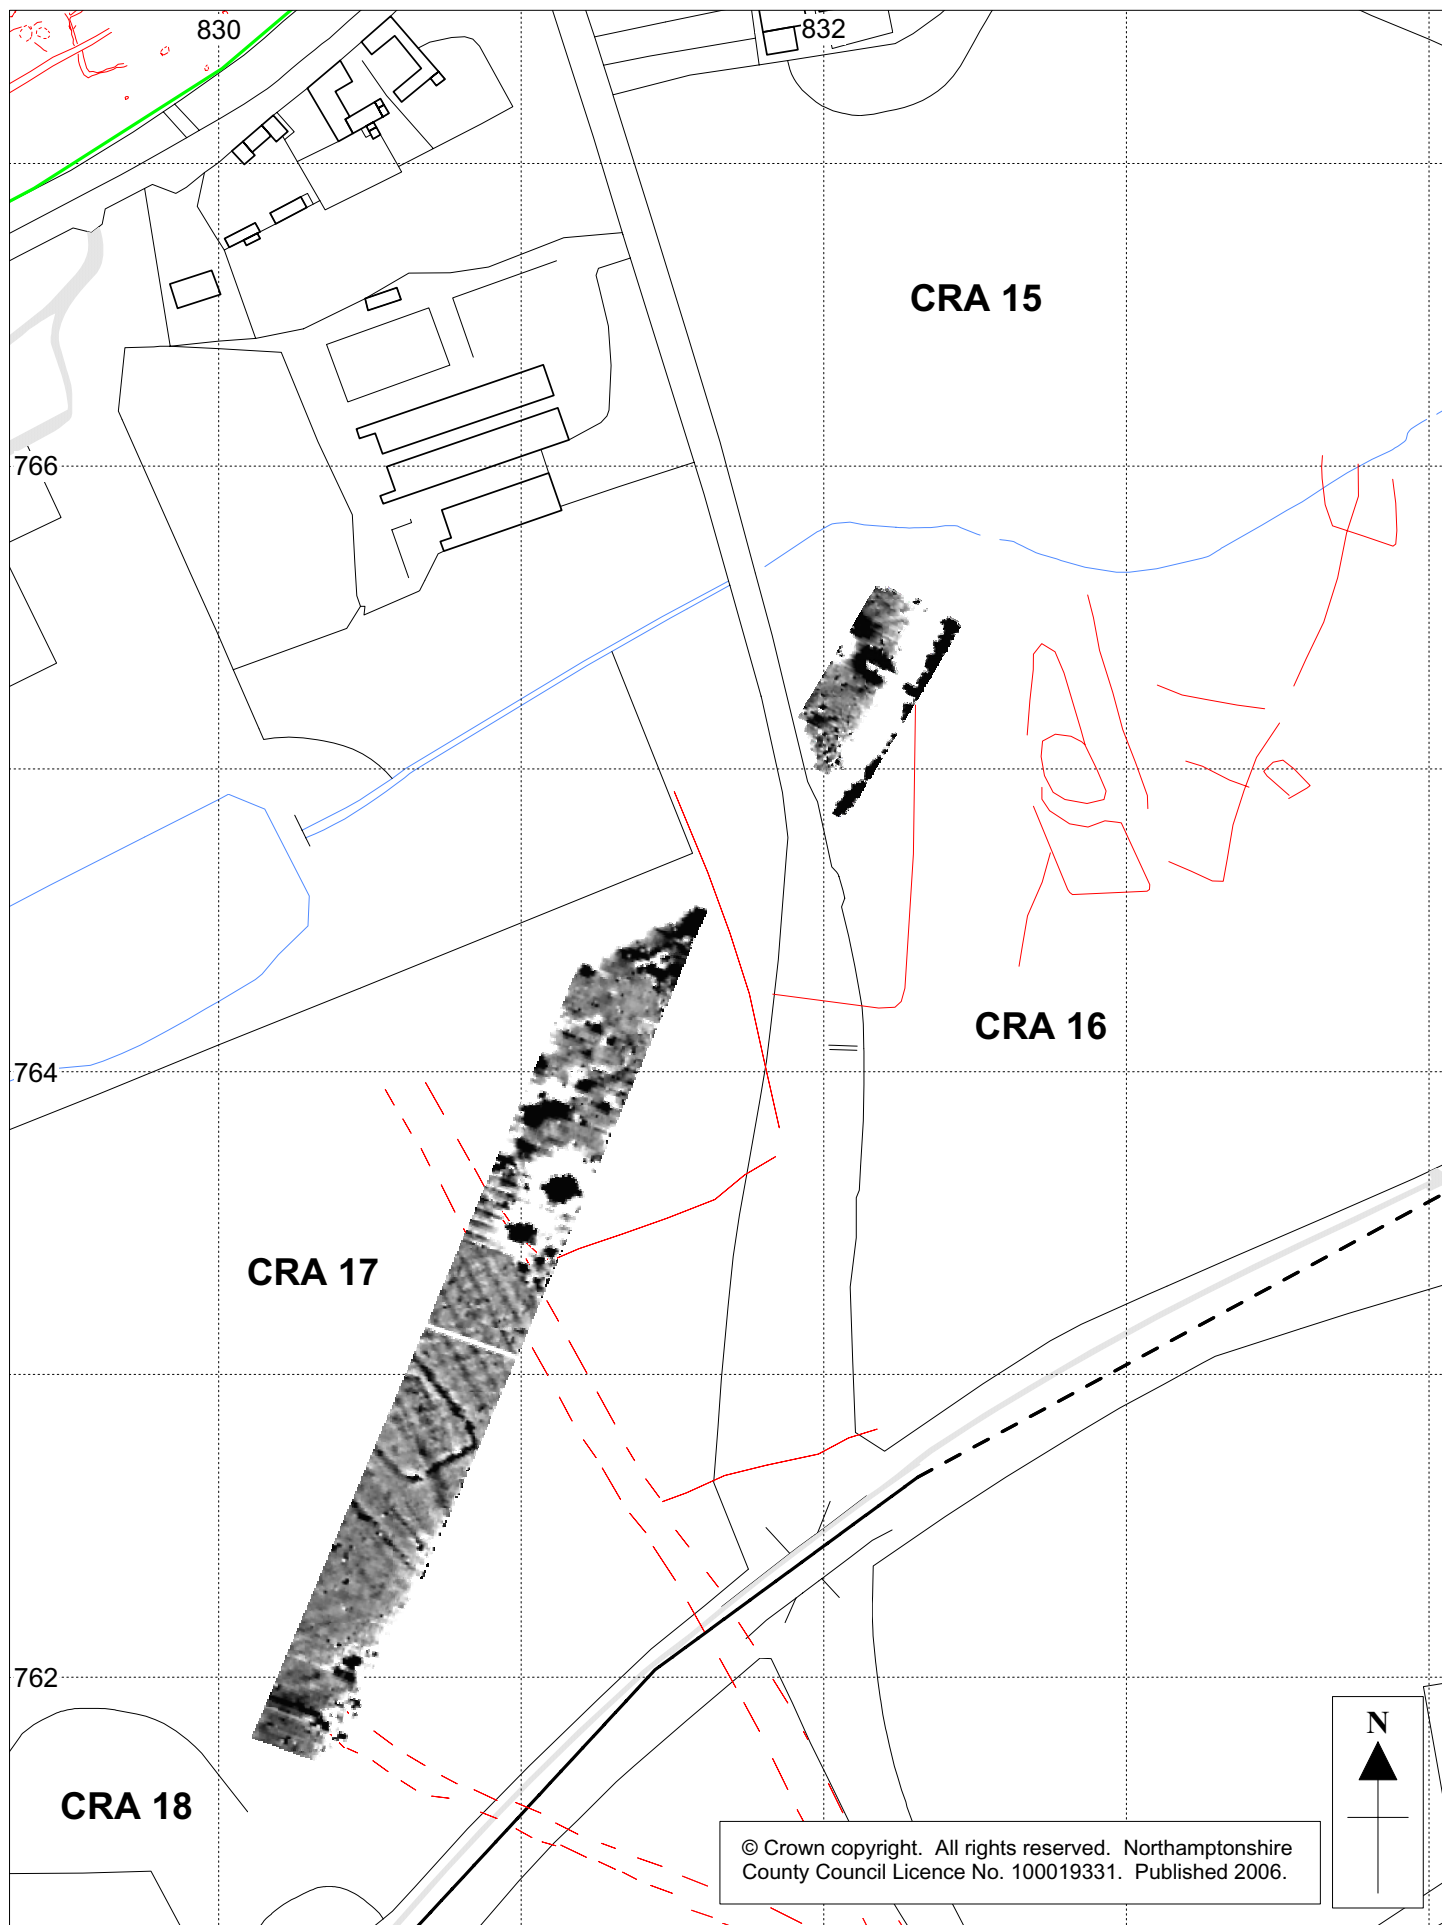 830
832
CRA 15
766
CRA 16
764
CRA 17
762
N
CRA 18
© Crown copyright. All rights reserved. Northamptonshire
County Council Licence No. 100019331. Published 2006.